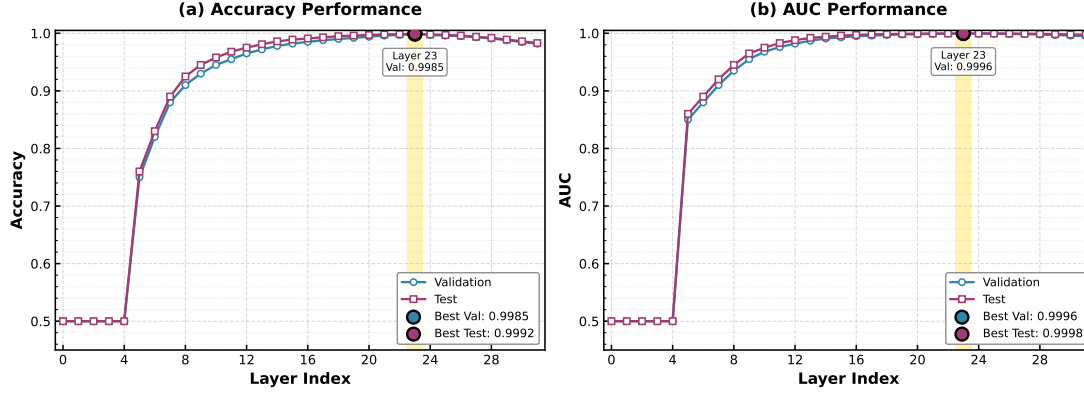 (a) Accuracy Performance
1.0
0.9
0.8
0.7
0.6
0.5
Accuracy
Layer 23
Val: 0.9985
Validation
Test
Best Val: 0.9985
Best Test: 0.9992
0 4 8 12 16 20 24 28
Layer Index
(b) AUC Performance
1.0
0.9
0.8
0.7
0.6
0.5
AUC
Layer 23
Val: 0.9996
Validation
Test
Best Val: 0.9996
Best Test: 0.9998
0 4 8 12 16 20 24 28
Layer Index